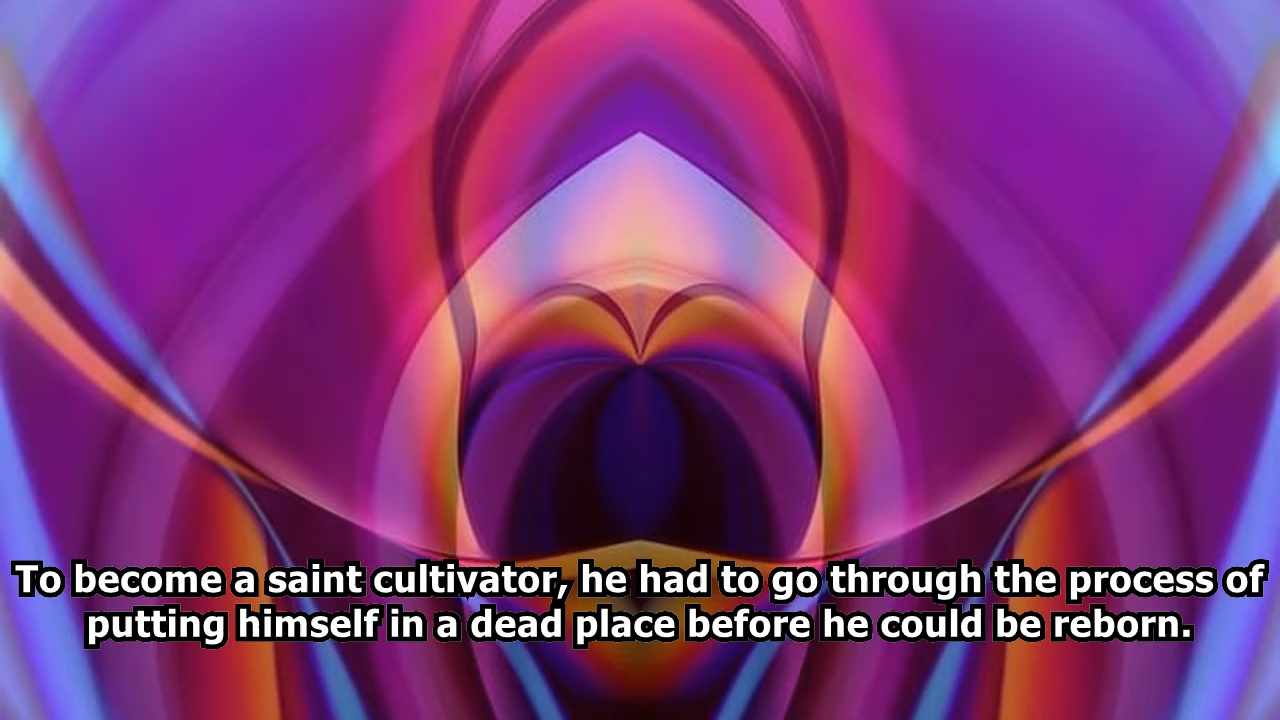 To become a saint cultivator, he had to go through the process of
putting himself in a dead place before he could be reborn.